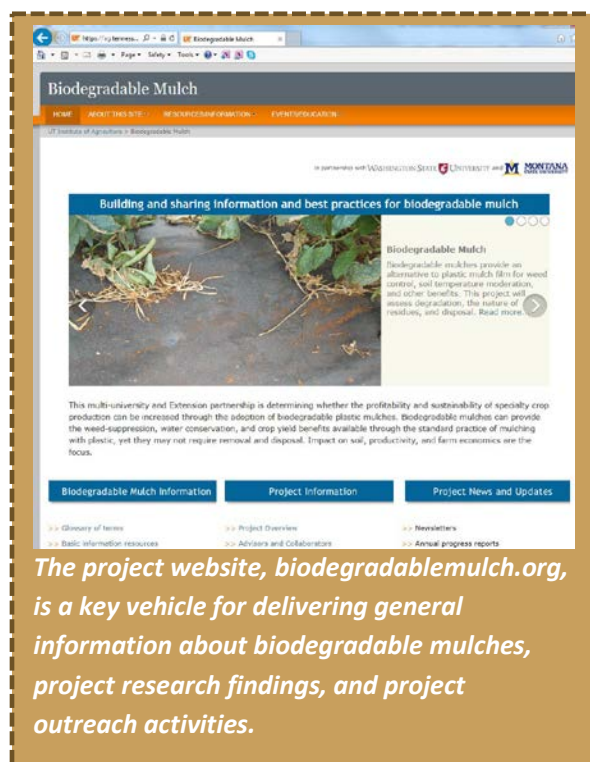 Biodegradable Mulch
Page Safety Tools
Biodegradable Mulch
HOME ABOUT THIS SITE RESOURCES/INFORMATION EVENTS/EDUCATION
UT Institute of Agriculture > Biodegradable Mulch
in partnership with WASHINGTON STATE UNIVERSITY and M MONTANA STATE UNIVERSITY
Building and sharing information and best practices for biodegradable mulch
Biodegradable Mulch
Biodegradable mulches provide an
alternative to plastic mulch film for weed
control, soil temperature moderation,
and other benefits. This project will
assess degradation, the nature of
residues, and disposal. Read more.
This multi-university and Extension partnership is determining whether the profitability and sustainability of specialty crop
production can be increased through the adoption of biodegradable plastic mulches. Biodegradable mulches can provide
the weed-suppression, water conservation, and crop yield benefits available through the standard practice of mulching
with plastic, yet they may not require removal and disposal. Impact on soil, productivity, and farm economics are the
focus.
Biodegradable Mulch Information
Project Information
Project News and Updates
>> Glossary of terms
>> Project Overview
>> Newsletters
>> Basic information resources
>> Advisors and Collaborators
>> Annual progress reports
The project website, biodegradablemulch.org,
is a key vehicle for delivering general
information about biodegradable mulches,
project research findings, and project
outreach activities.